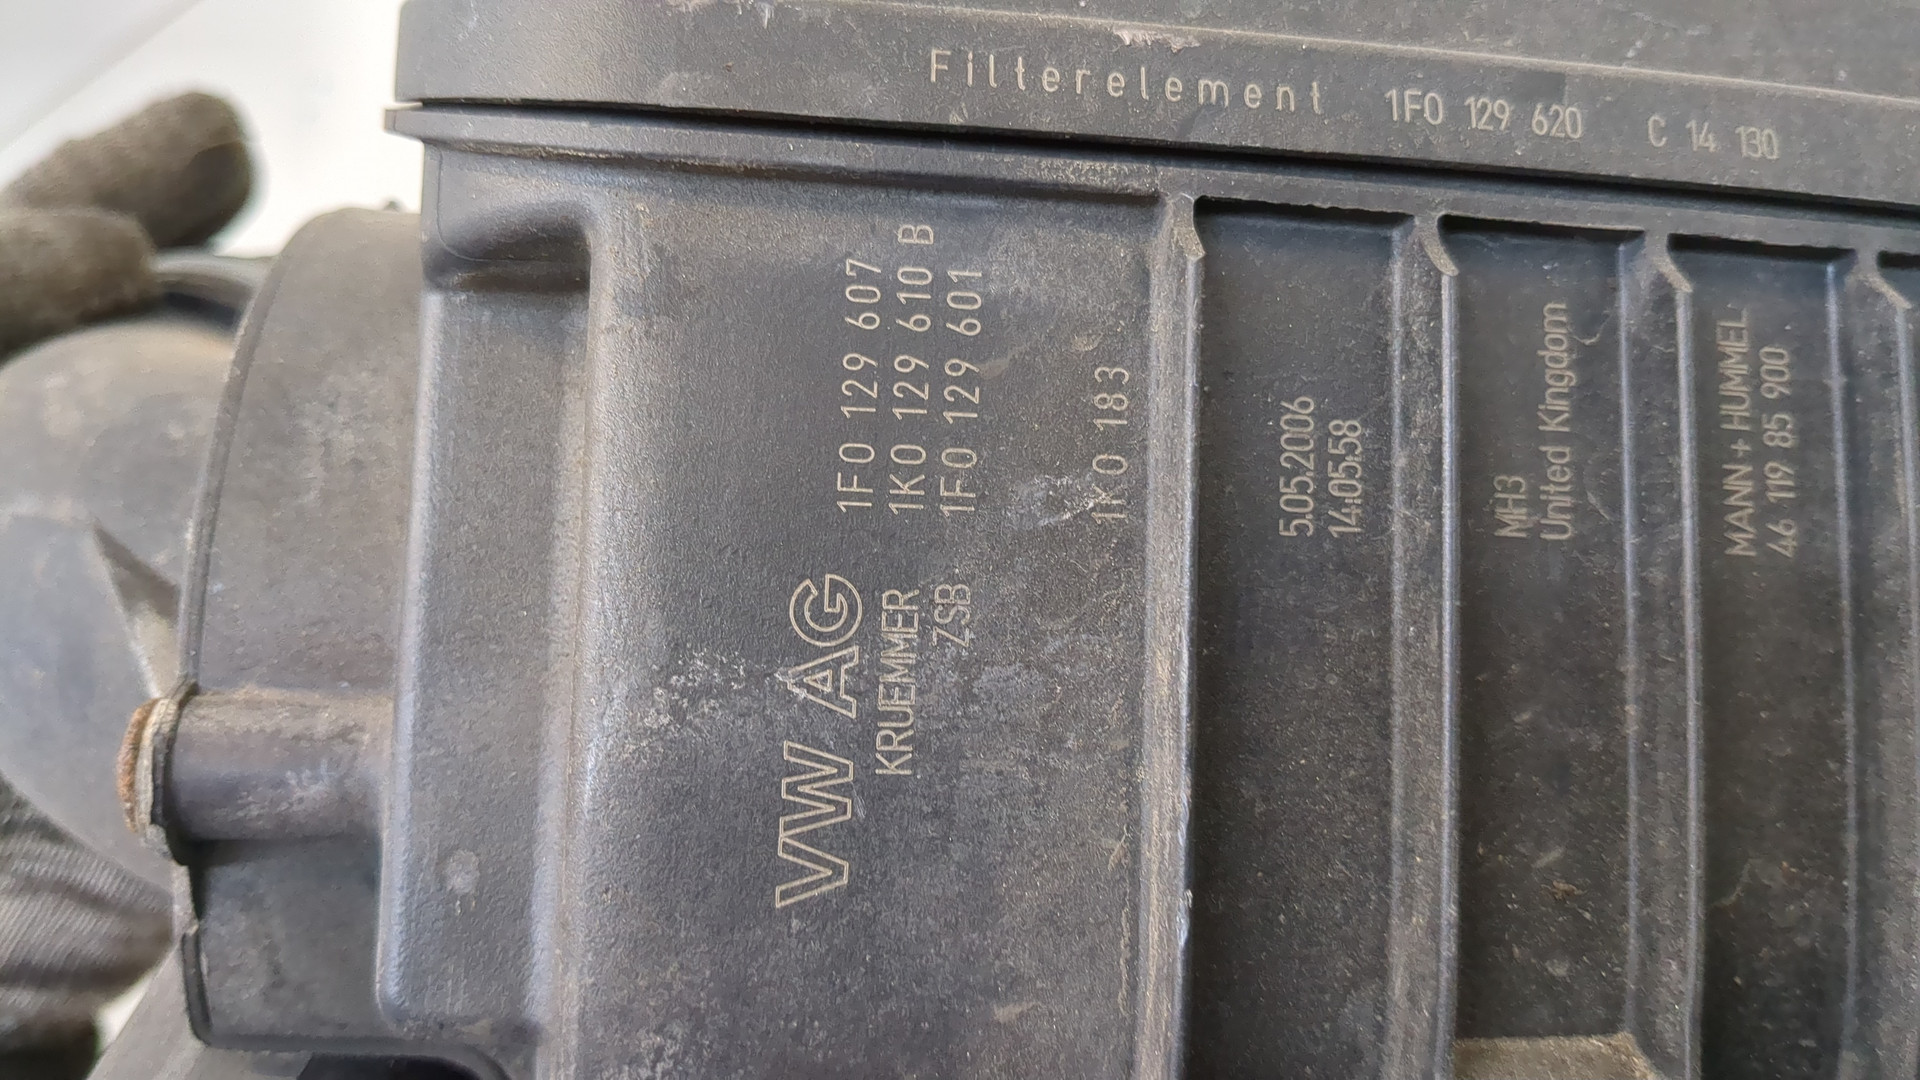 Filterelement 1F0 129 620 C 14 130
VW AG 1F0 129 607
KRUEMMER 1K0 129 610 B
ZSB 1F0 129 601
1K0 183
5.05.2006
14:05:58
MH3
United Kingdom
MANN + HUMMEL
46 119 85 900